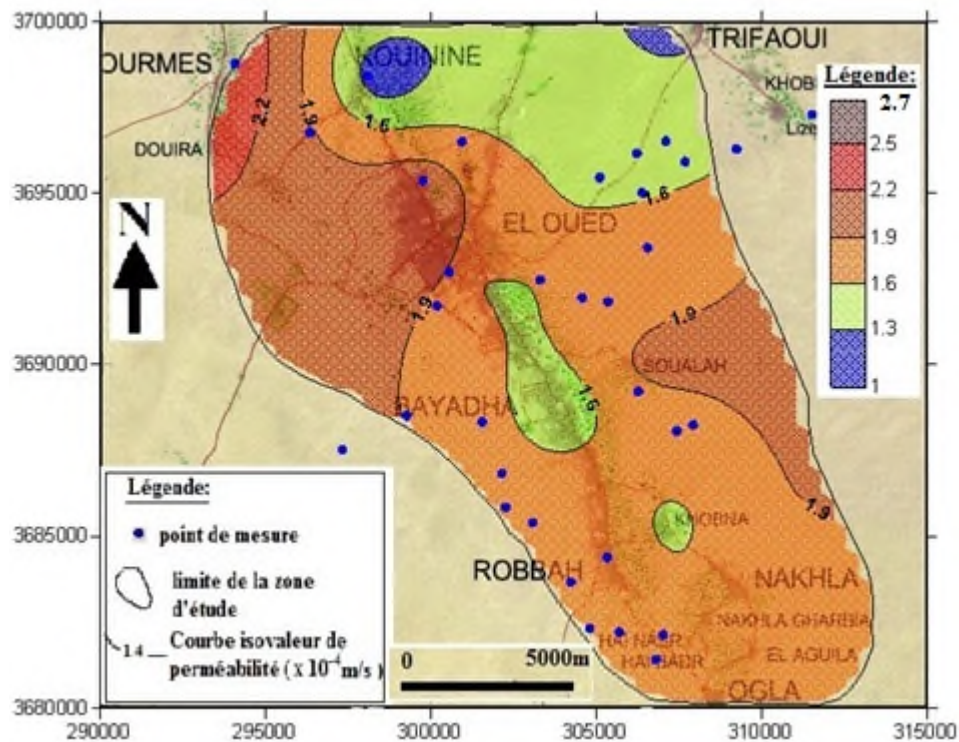 3700000
3695000
3690000
3685000
3680000
290000
295000
300000
305000
310000
315000
OURMES
KOUININE
TRIFAOUI
DOUIRA
2.2
1.9
1.6
EL OUED
1.6
1.9
1.9
SOUALAH
1.6
BAYADHA
1.9
KHOBNA
ROBBAH
NAKHLA
NAKHLA GHARBIA
EL AGUILA
OGLA
Légende:
2.7
2.5
2.2
1.9
1.6
1.3
1
N
Légende:
point de mesure
limite de la zone
d'étude
1.4
Courbe isovaleur de
perméabilité ( x 10⁻⁴m/s )
0
5000m